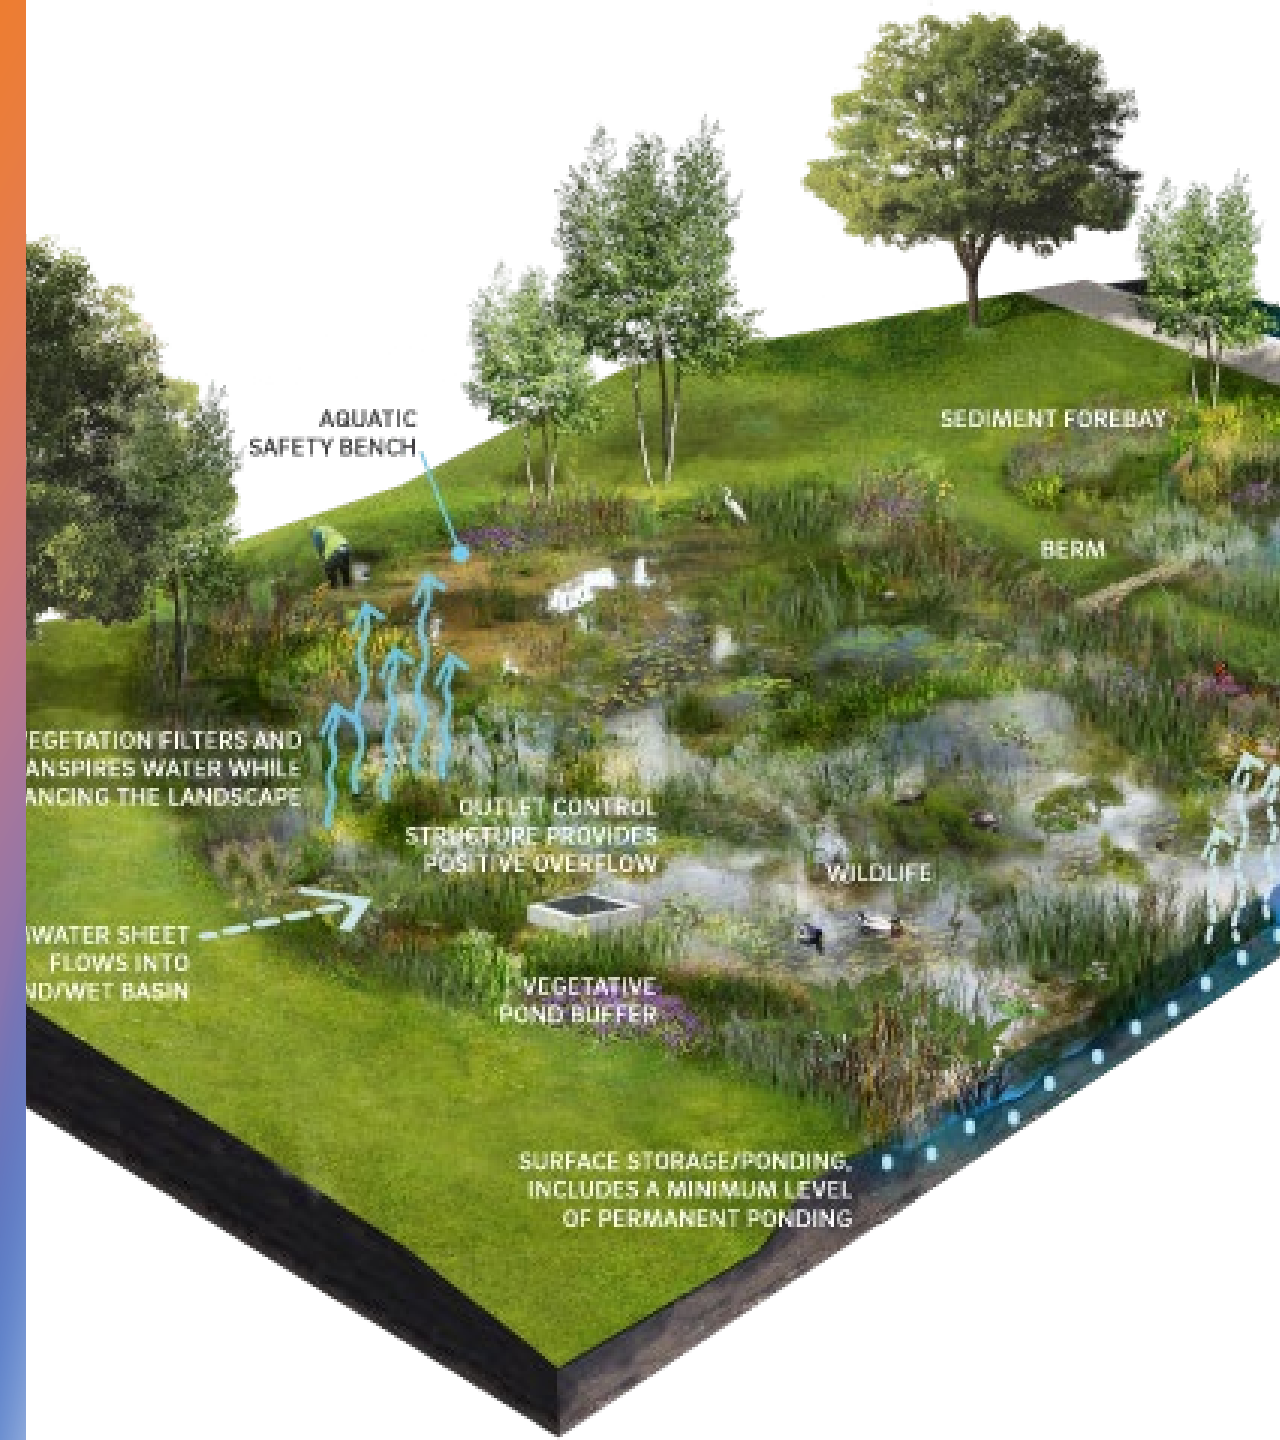 AQUATIC
SAFETY BENCH
SEDIMENT FOREBAY
BERM
EGETATION FILTERS AND
ANSPIRES WATER WHILE
ANCING THE LANDSCAPE
OUTLET CONTROL
STRUCTURE PROVIDES
POSITIVE OVERFLOW
WILDLIFE
WATER SHEET
FLOWS INTO
ND/WET BASIN
VEGETATIVE
POND BUFFER
SURFACE STORAGE/PONDING,
INCLUDES A MINIMUM LEVEL
OF PERMANENT PONDING